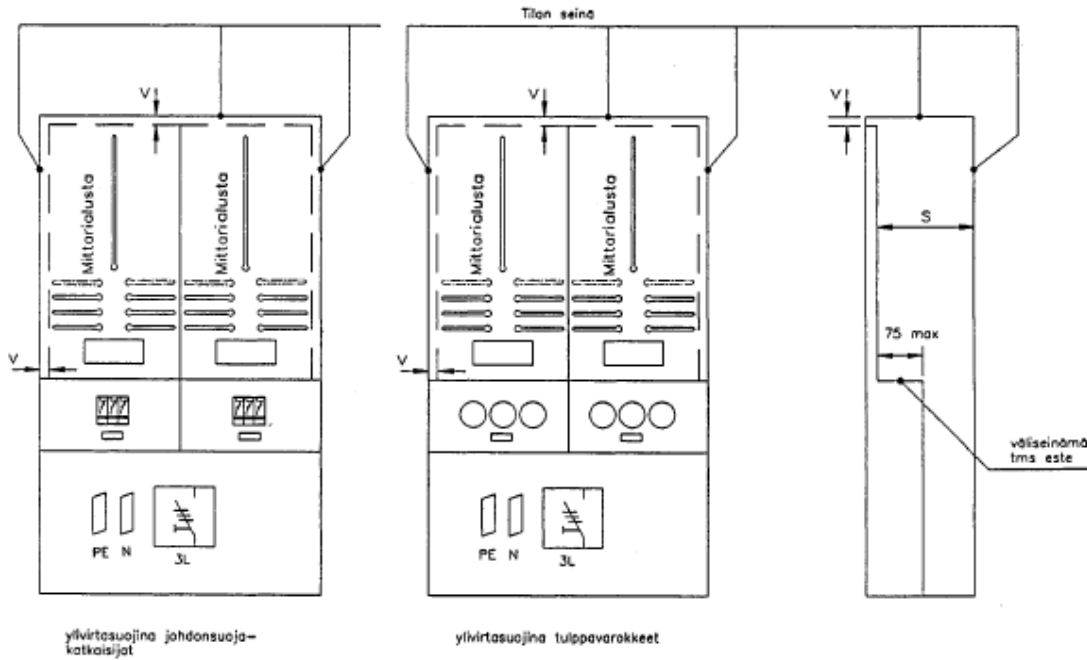 Tilan seinä
V
V
V
Mittarialusta
Mittarialusta
Mittarialusta
Mittarialusta
S
75 max
V
V
väliseinämä
tms este
PE
N
3L
PE
N
3L
ylivirtasuojina johdonsuoja-
katkaisijat
ylivirtasuojina tulppavarokkeet